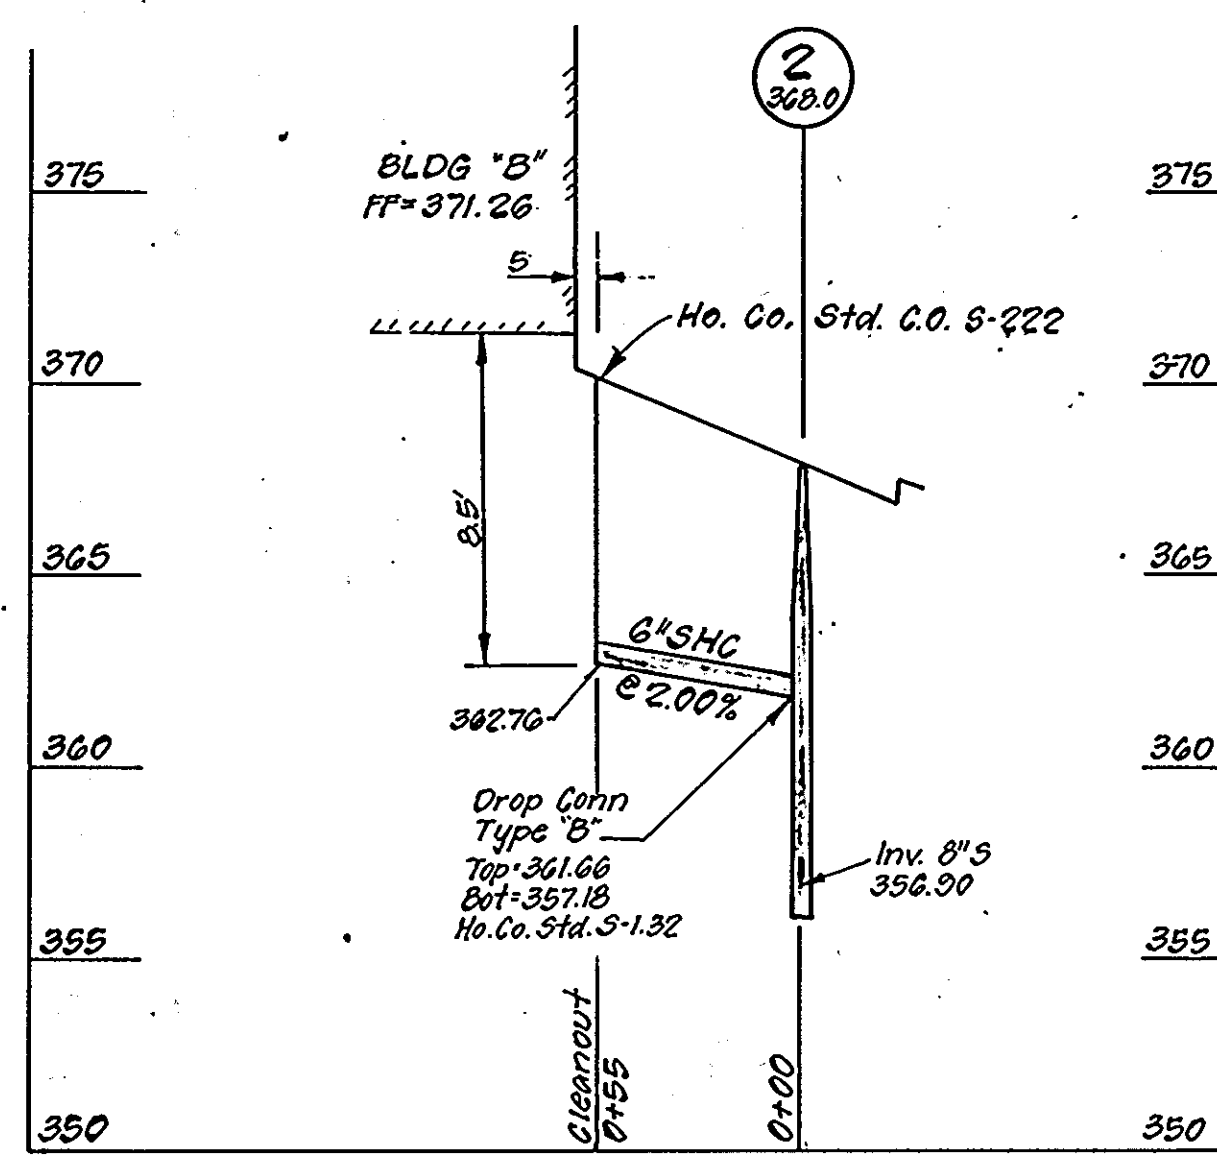 2
368.0
BLDG "B"
FF=371.26
375
375
5
Ho. Co. Std. C.O. S-222
370
370
8.5'
365
365
6"SHC
@ 2.00%
362.76
360
360
Drop Conn
Type "B"
Top=361.66
Bot=357.18
Ho.Co.Std.S-1.32
Inv. 8"S
356.90
355
355
Cleanout
0+55
0+00
350
350